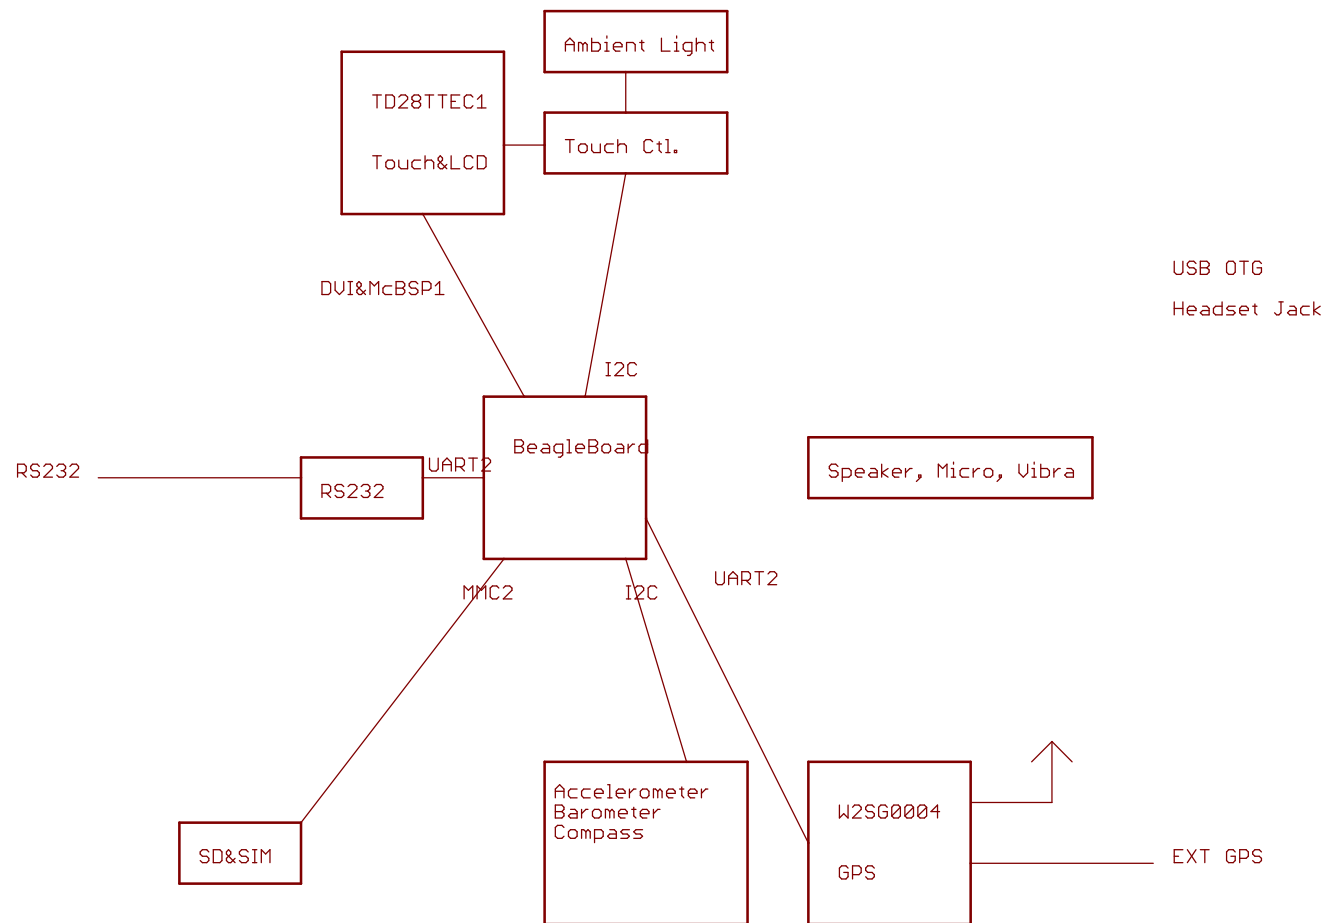 Ambient Light
TD28TTEC1
Touch Ctl.
Touch&LCD
USB OTG
DVI&McBSP1
Headset Jack
I2C
BeagleBoard
RS232
UART2
Speaker, Micro, Vibra
RS232
UART2
MMC2
I2C
Accelerometer
Barometer
Compass
W2SG0004
SD&SIM
EXT GPS
GPS